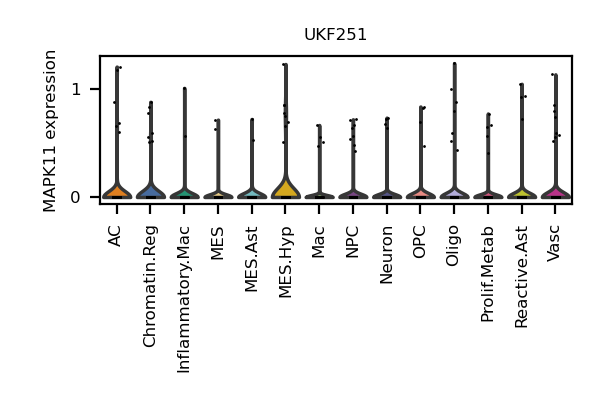 UKF251
MAPK11 expression
1
0
AC
Chromatin.Reg
Inflammatory.Mac
MES
MES.Ast
MES.Hyp
Mac
NPC
Neuron
OPC
Oligo
Prolif.Metab
Reactive.Ast
Vasc